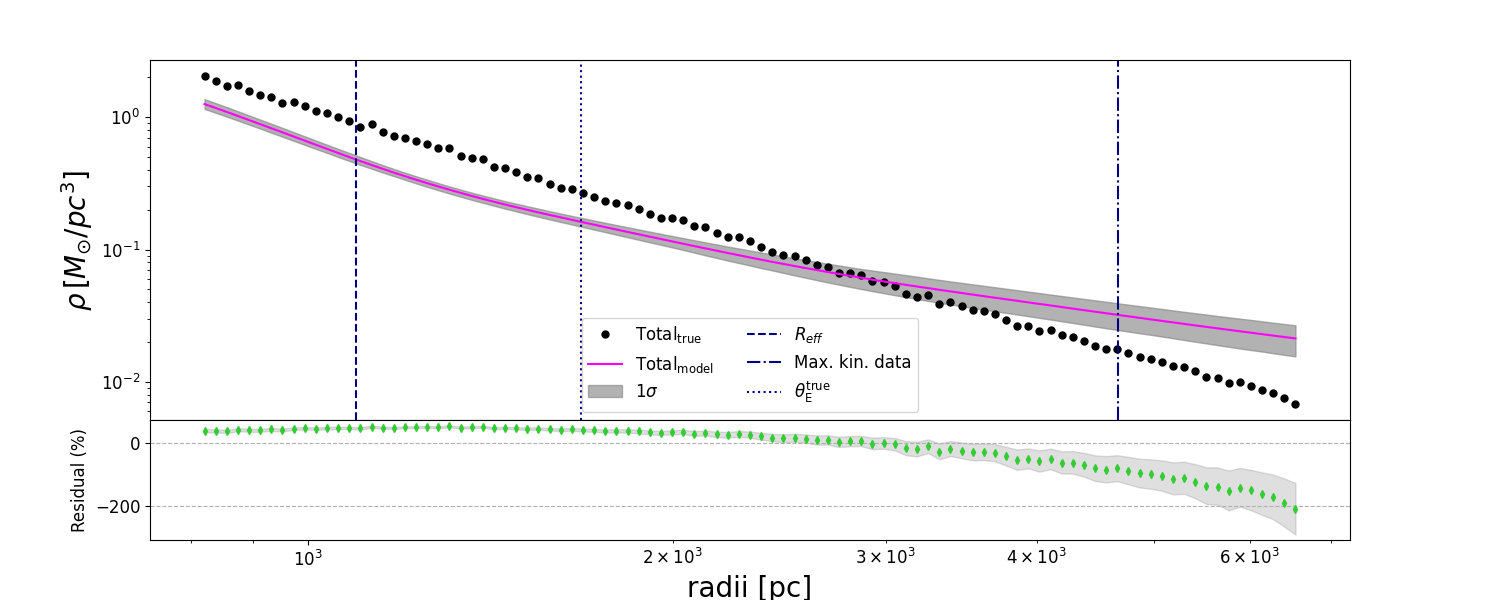 10⁰
10⁻¹
10⁻²
ρ [M⊙/pc³]
Total_true
Total_model
1σ
R_eff
Max. kin. data
θ_E^true
0
−200
Residual (%)
10³
2 × 10³
3 × 10³
4 × 10³
6 × 10³
radii [pc]